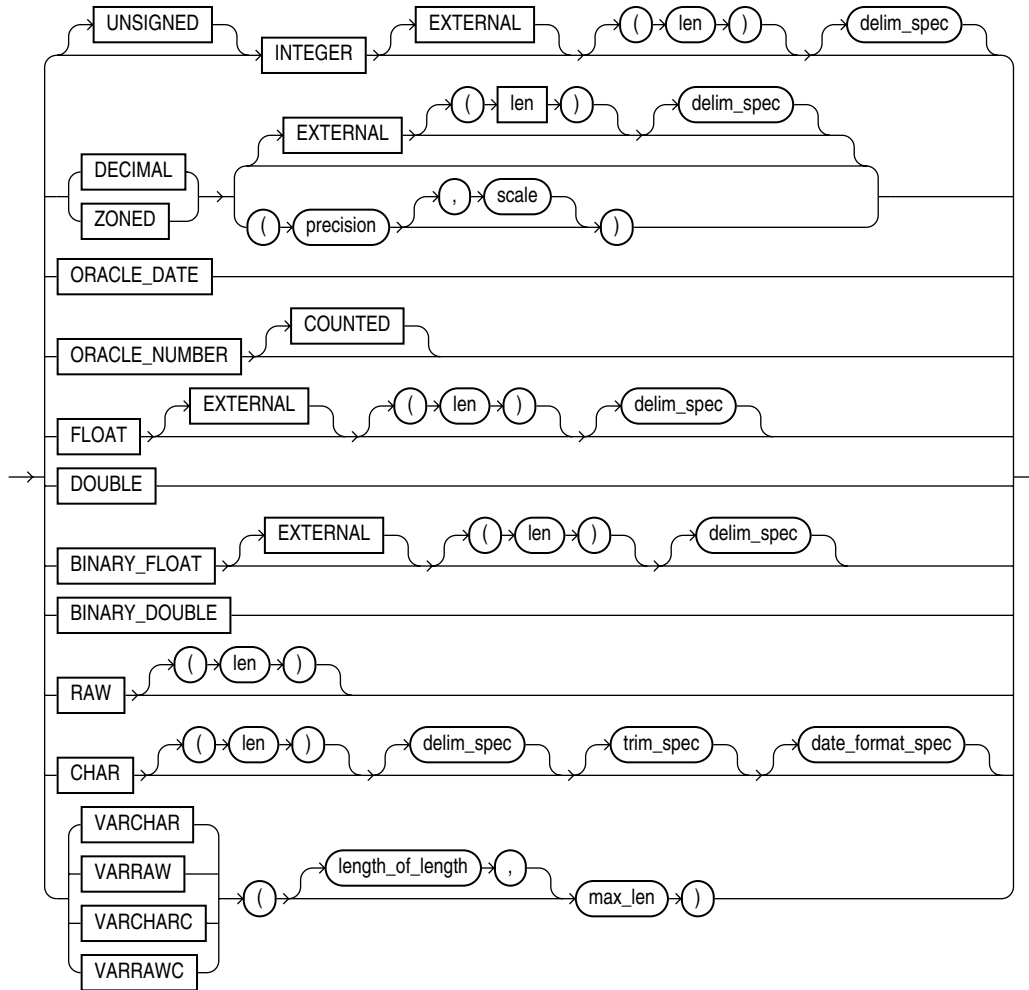 UNSIGNED EXTERNAL ( len ) delim_spec
INTEGER
( len ) delim_spec
EXTERNAL
DECIMAL
, scale
ZONED
( precision )
ORACLE_DATE
COUNTED
ORACLE_NUMBER
EXTERNAL ( len ) delim_spec
FLOAT
DOUBLE
EXTERNAL ( len ) delim_spec
BINARY_FLOAT
BINARY_DOUBLE
( len )
RAW
( len ) delim_spec trim_spec date_format_spec
CHAR
VARCHAR
length_of_length ,
VARRAW
( max_len )
VARCHARC
VARRAWC